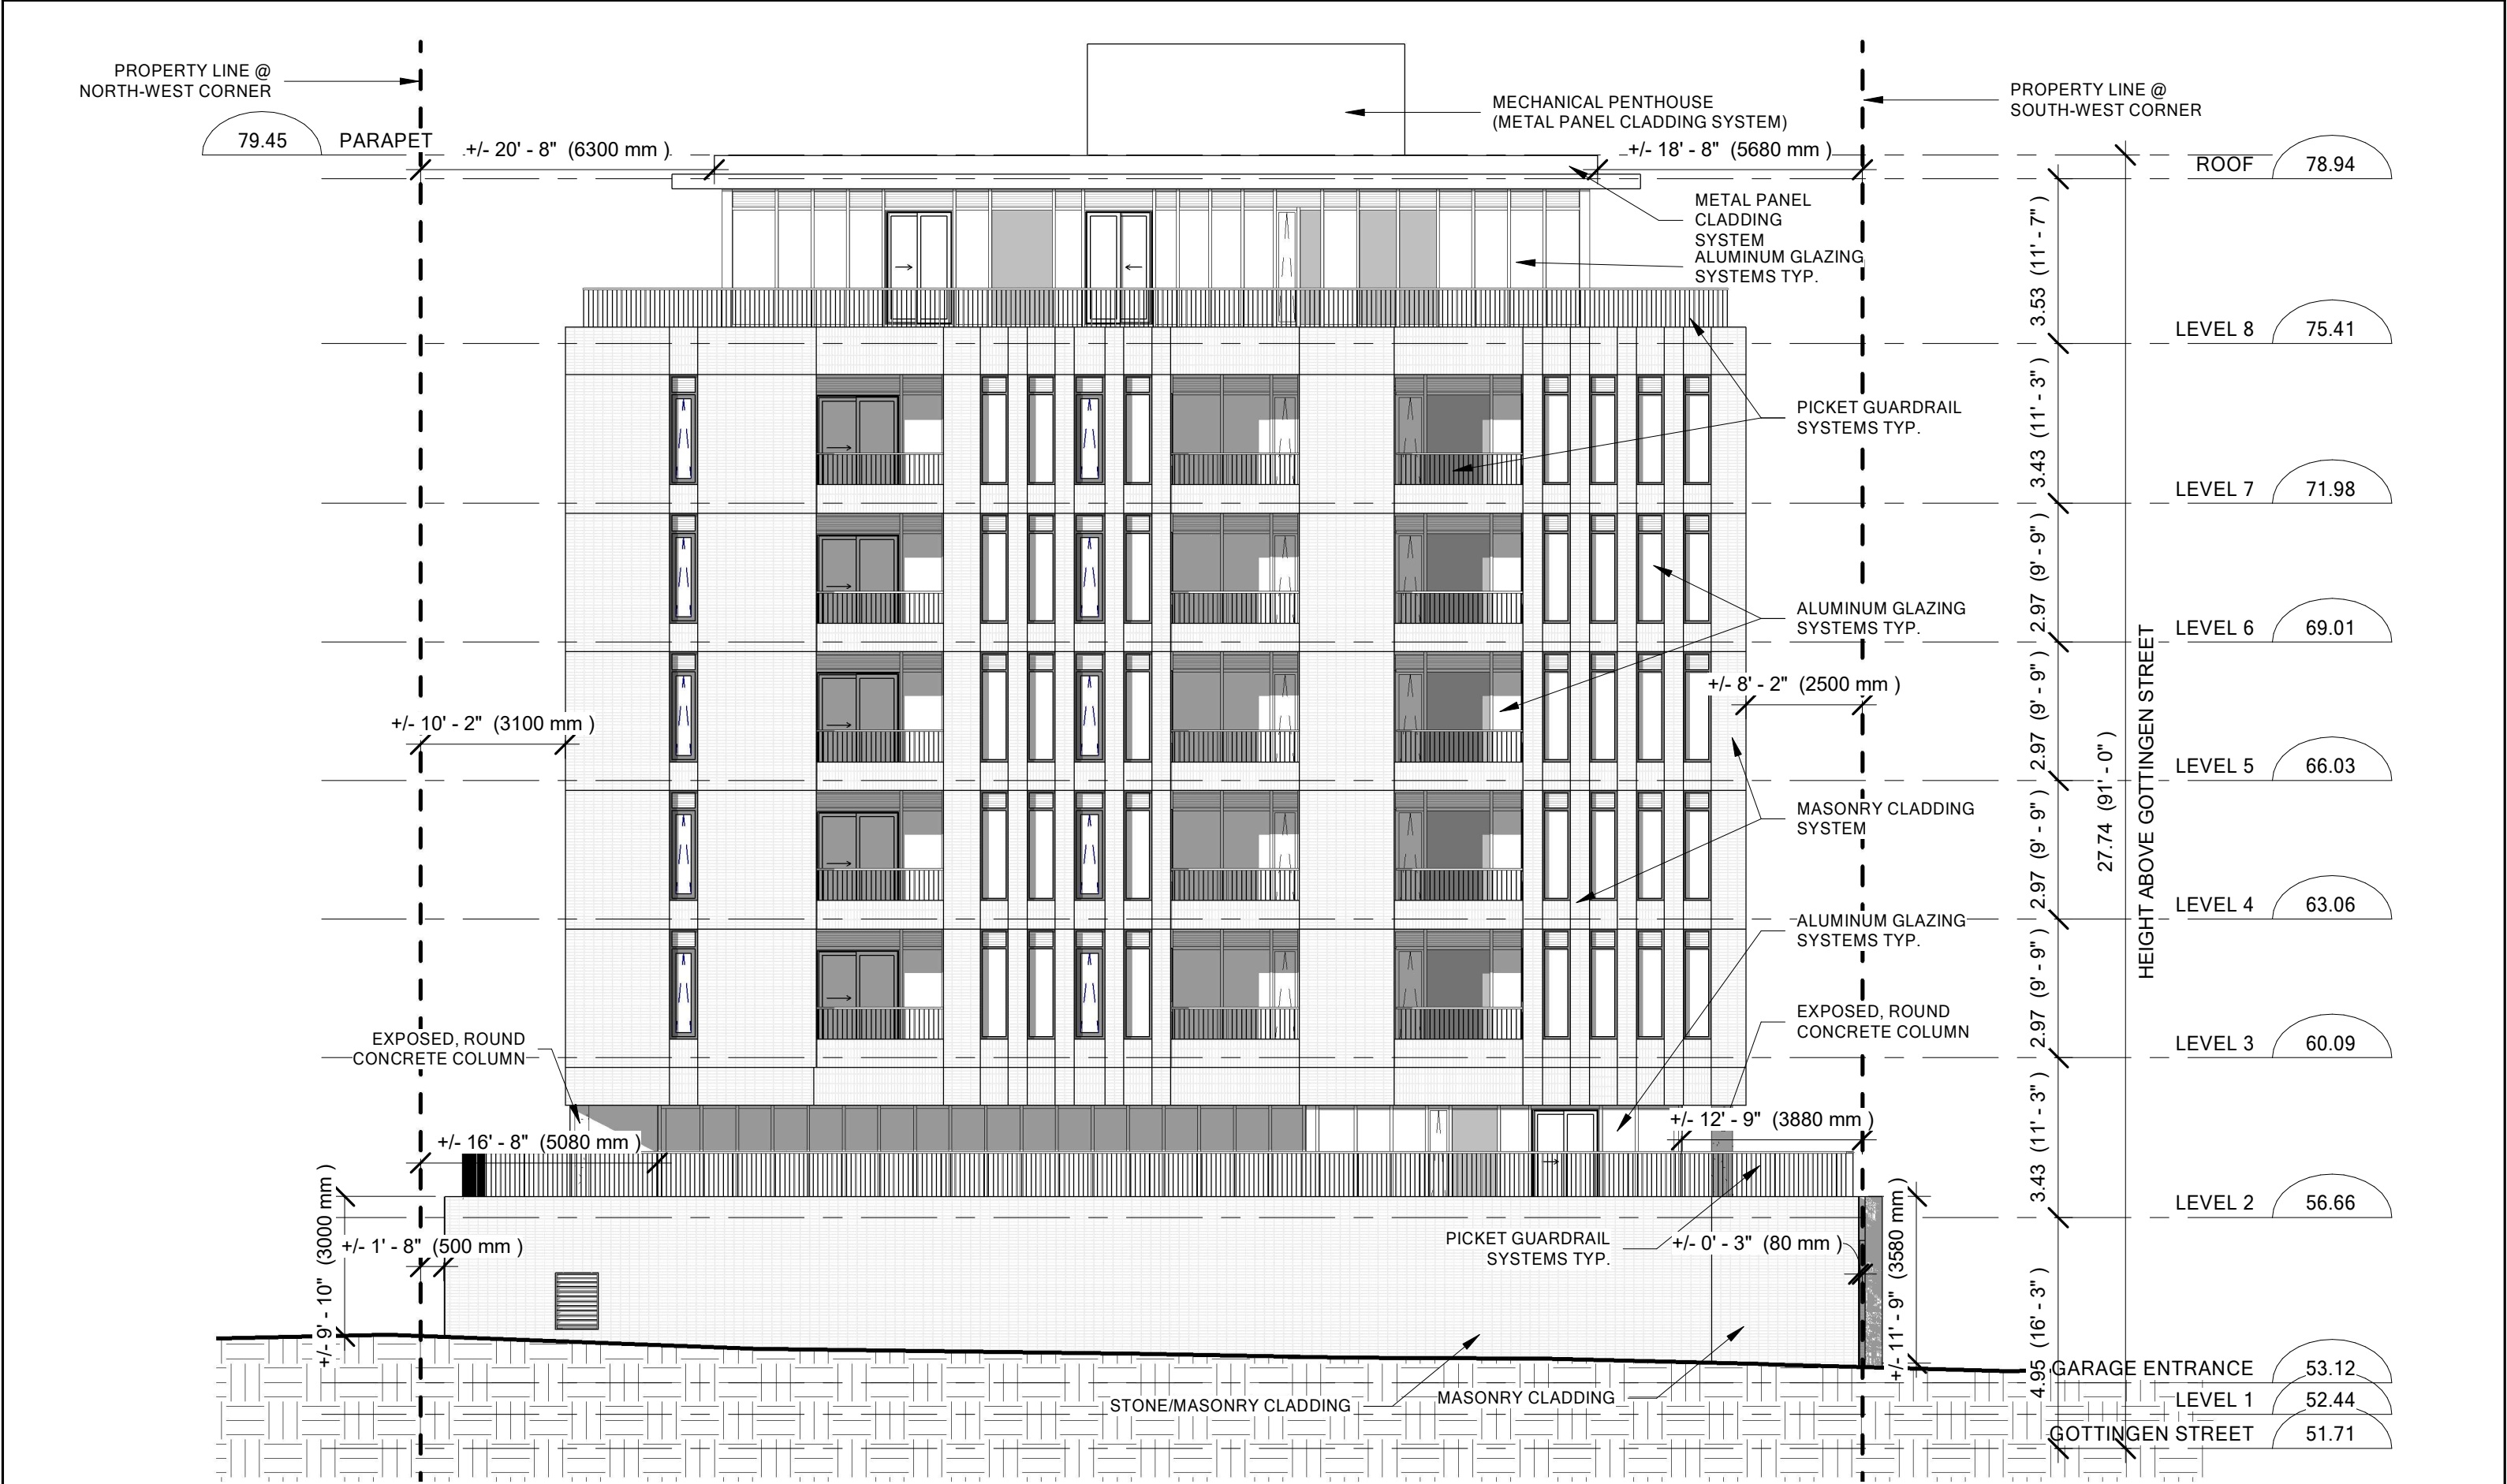 PROPERTY LINE @
NORTH-WEST CORNER
79.45 PARAPET
+/- 20' - 8" (6300 mm )
MECHANICAL PENTHOUSE
(METAL PANEL CLADDING SYSTEM)
+/- 18' - 8" (5680 mm )
PROPERTY LINE @
SOUTH-WEST CORNER
ROOF 78.94
METAL PANEL
CLADDING
SYSTEM
ALUMINUM GLAZING
SYSTEMS TYP.
3.53 (11' - 7")
LEVEL 8 75.41
3.43 (11' - 3")
PICKET GUARDRAIL
SYSTEMS TYP.
LEVEL 7 71.98
2.97 (9' - 9")
ALUMINUM GLAZING
SYSTEMS TYP.
LEVEL 6 69.01
2.97 (9' - 9")
+/- 8' - 2" (2500 mm )
+/- 10' - 2" (3100 mm )
27.74 (91' - 0" )
HEIGHT ABOVE GOTTINGEN STREET
LEVEL 5 66.03
2.97 (9' - 9")
MASONRY CLADDING
SYSTEM
LEVEL 4 63.06
2.97 (9' - 9")
ALUMINUM GLAZING
SYSTEMS TYP.
EXPOSED, ROUND
CONCRETE COLUMN
EXPOSED, ROUND
CONCRETE COLUMN
LEVEL 3 60.09
3.43 (11' - 3")
+/- 16' - 8" (5080 mm )
+/- 12' - 9" (3880 mm )
LEVEL 2 56.66
+/- 9' - 10" (3000 mm )
+/- 1' - 8" (500 mm )
PICKET GUARDRAIL
SYSTEMS TYP.
+/- 0' - 3" (80 mm )
+/- 11' - 9" (3580 mm )
4.95 (16' - 3")
GARAGE ENTRANCE 53.12
STONE/MASONRY CLADDING
MASONRY CLADDING
LEVEL 1 52.44
GOTTINGEN STREET 51.71